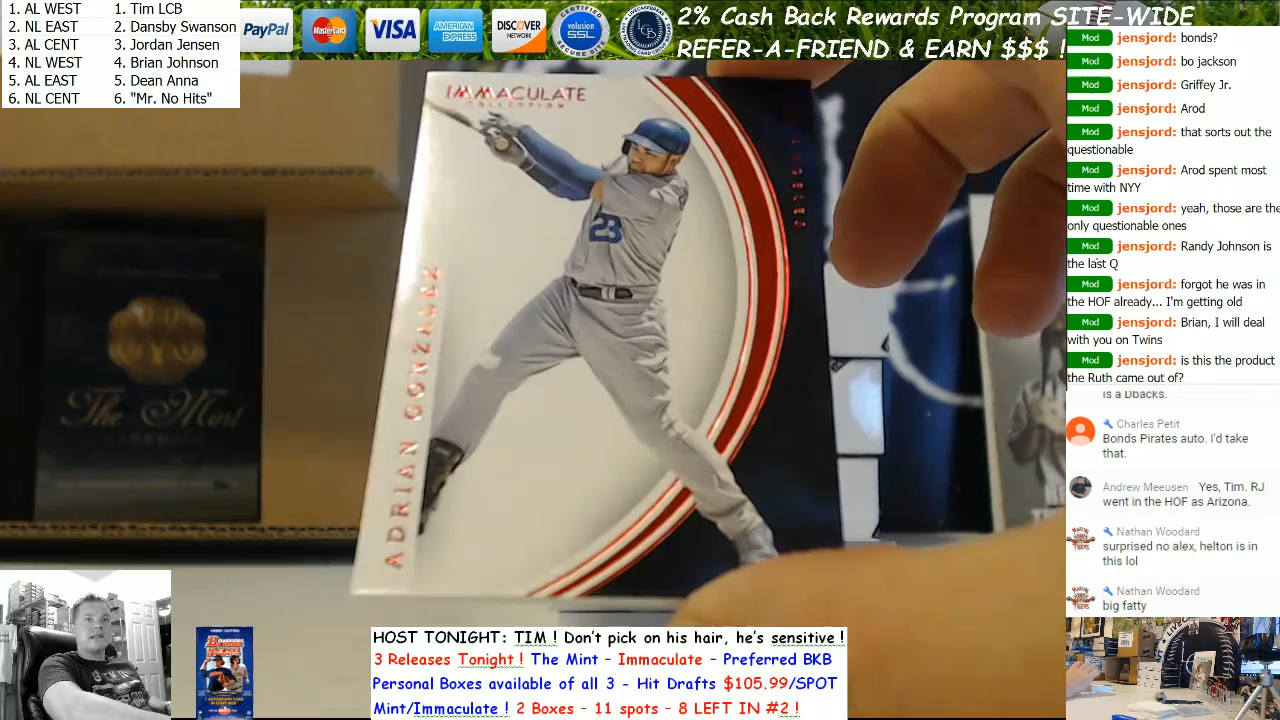 1. AL WEST
2. NL EAST
3. AL CENT
4. NL WEST
5. AL EAST
6. NL CENT
1. Tim LCB
2. Dansby Swanson
3. Jordan Jensen
4. Brian Johnson
5. Dean Anna
6. "Mr. No Hits"
PayPal
MasterCard
VISA
AMERICAN
EXPRESS
DISCOVER
NETWORK
CERTIFIED
volusion
SSL
SECURE SITE
LCB
2% Cash Back Rewards Program SITE-WIDE
REFER-A-FRIEND & EARN $$$ !
IMMACULATE
COLLECTION
23
ADRIAN GONZALEZ
The Mint
Mod jensjord: bonds?
Mod jensjord: bo jackson
Mod jensjord: Griffey Jr.
Mod jensjord: Arod
Mod jensjord: that sorts out the
questionable
Mod jensjord: Arod spent most
time with NYY
Mod jensjord: yeah, those are the
only questionable ones
Mod jensjord: Randy Johnson is
the last Q
Mod jensjord: forgot he was in
the HOF already... I'm getting old
Mod jensjord: Brian, I will deal
with you on Twins
Mod jensjord: is this the product
the Ruth came out of?
is a Dbacks.
Charles Petit
Bonds Pirates auto. I'd take
that.
Andrew Meeusen Yes, Tim. RJ
went in the HOF as Arizona.
Nathan Woodard
surprised no alex, helton is in
this lol
Nathan Woodard
big fatty
HOST TONIGHT: TIM ! Don't pick on his hair, he's sensitive !
3 Releases Tonight ! The Mint - Immaculate - Preferred BKB
Personal Boxes available of all 3 - Hit Drafts $105.99/SPOT
Mint/Immaculate ! 2 Boxes - 11 spots - 8 LEFT IN #2 !